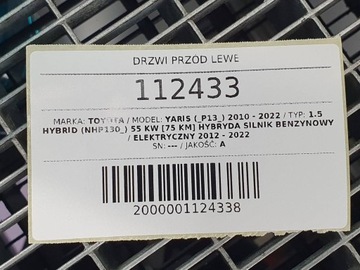 DRZWI PRZÓD LEWE
112433
MARKA: TOYOTA / MODEL: YARIS (_P13_) 2010 - 2022 / TYP: 1.5
HYBRID (NHP130_) 55 KW [75 KM] HYBRYDA SILNIK BENZYNOWY
/ ELEKTRYCZNY 2012 - 2022
SN: --- / JAKOŚĆ: A
2000001124338